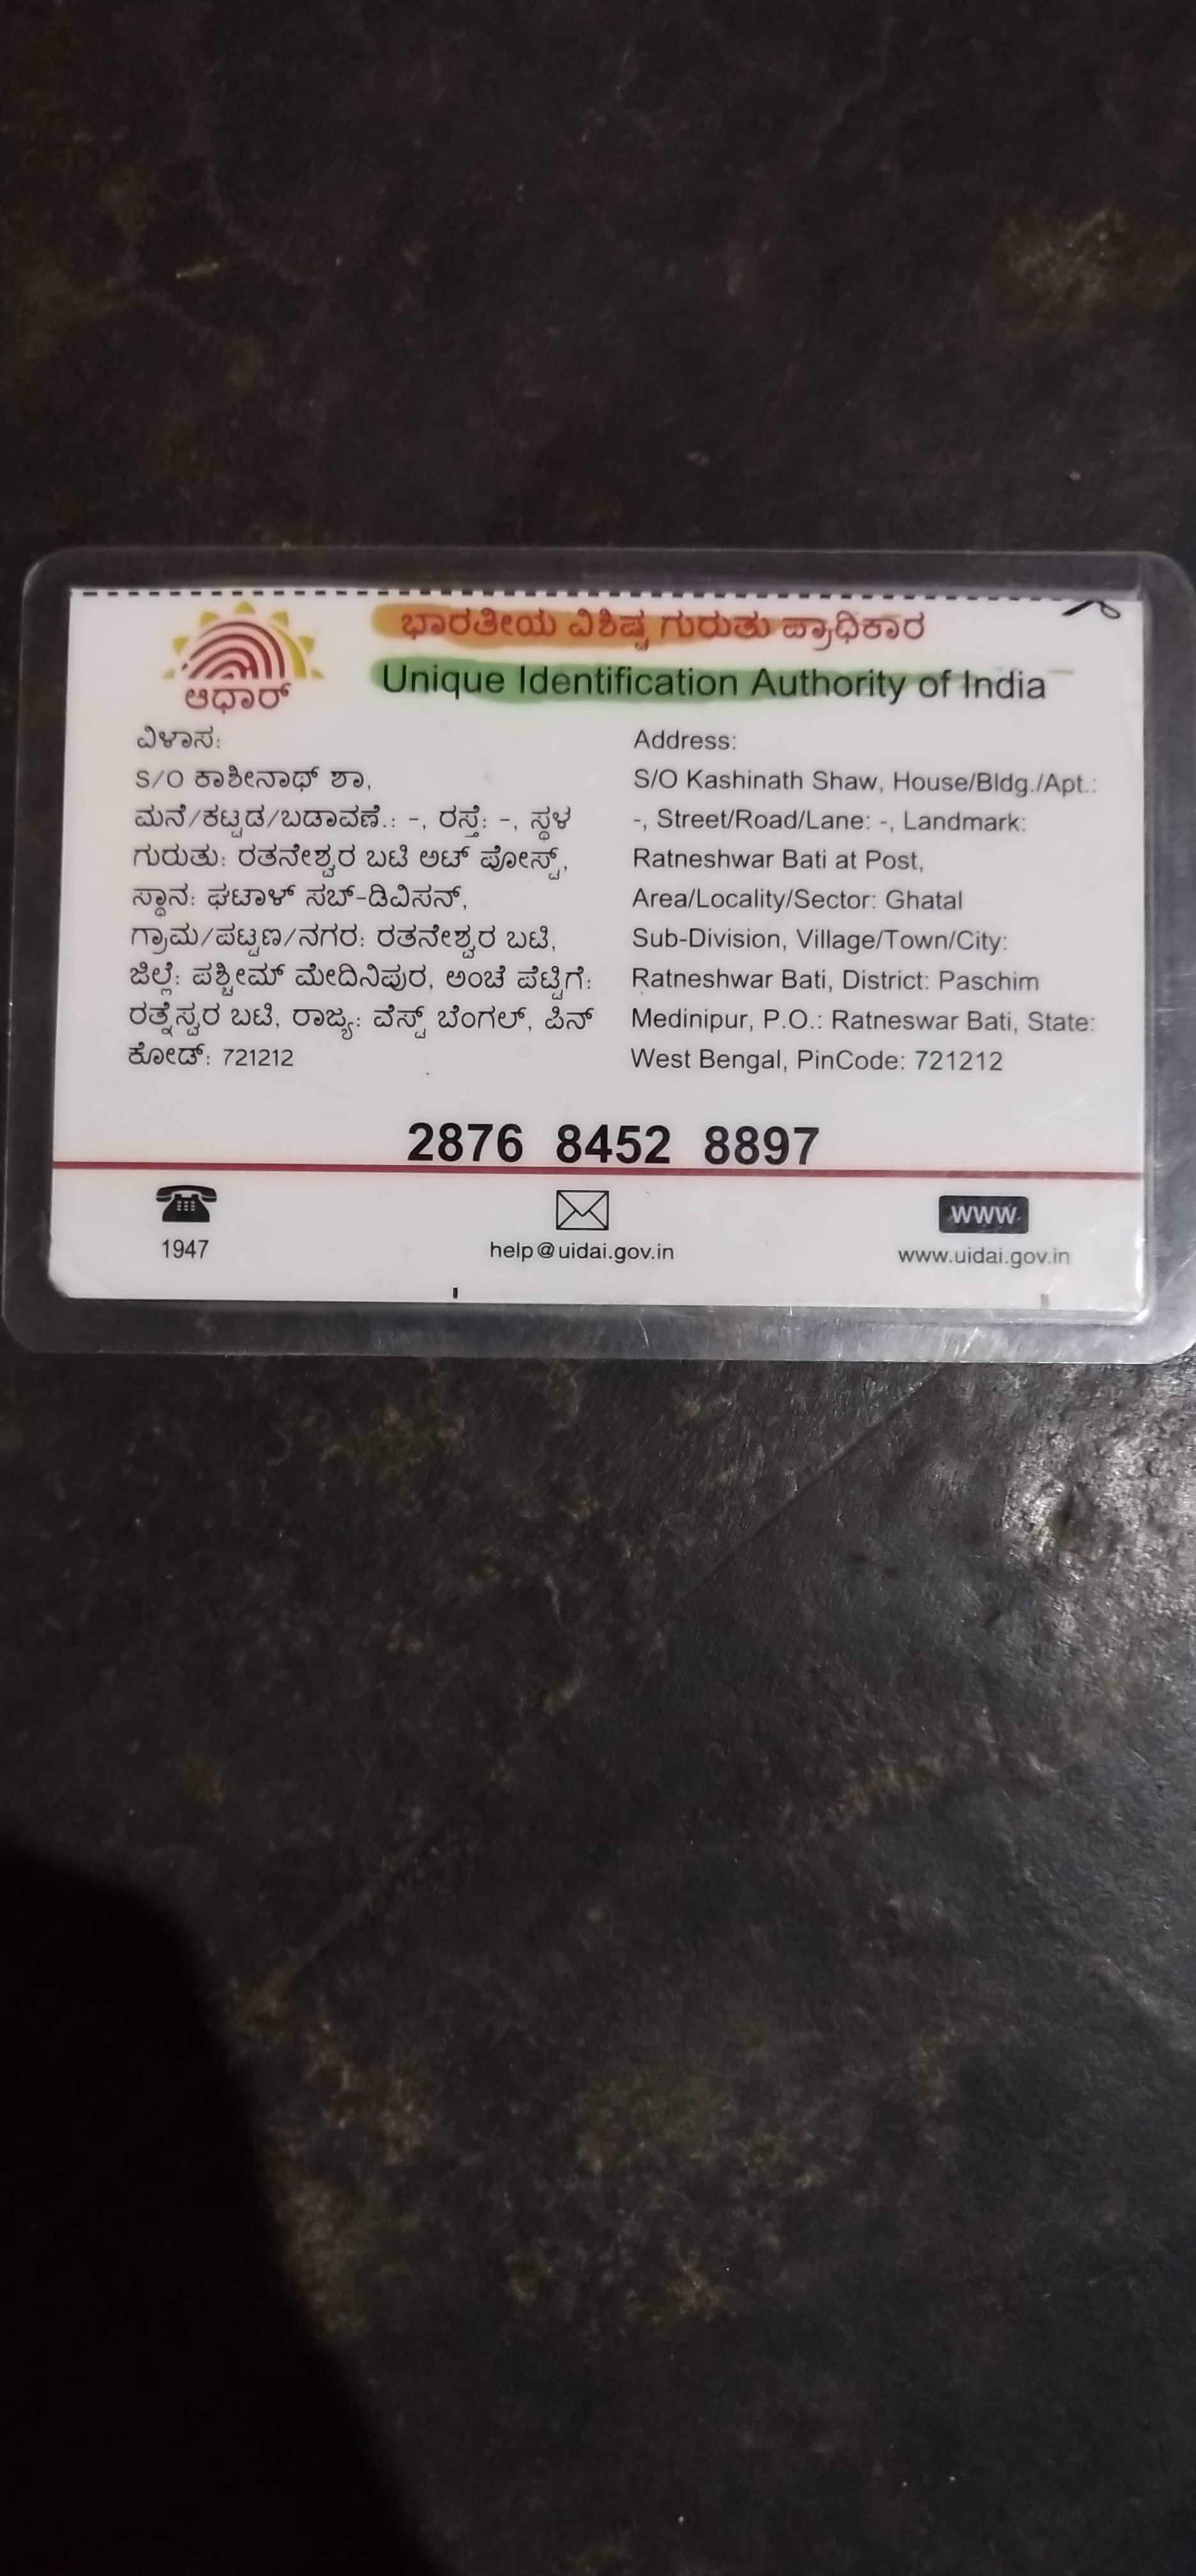 ಆಧಾರ್
ಭಾರತೀಯ ವಿಶಿಷ್ಟ ಗುರುತು ಪ್ರಾಧಿಕಾರ
Unique Identification Authority of India
ವಿಳಾಸ:
S/O ಕಾಶೀನಾಥ್ ಶಾ,
ಮನೆ/ಕಟ್ಟಡ/ಬಡಾವಣೆ.: -, ರಸ್ತೆ: -, ಸ್ಥಳ
ಗುರುತು: ರತನೇಶ್ವರ ಬಟಿ ಅಟ್ ಪೋಸ್ಟ್,
ಸ್ಥಾನ: ಘಟಾಳ್ ಸಬ್-ಡಿವಿಸನ್,
ಗ್ರಾಮ/ಪಟ್ಟಣ/ನಗರ: ರತನೇಶ್ವರ ಬಟಿ,
ಜಿಲ್ಲೆ: ಪಶ್ಚೀಮ್ ಮೇದಿನಿಪುರ, ಅಂಚೆ ಪೆಟ್ಟಿಗೆ:
ರತ್ನೆಸ್ವರ ಬಟಿ, ರಾಜ್ಯ: ವೆಸ್ಟ್ ಬೆಂಗಲ್, ಪಿನ್
ಕೋಡ್: 721212
Address:
S/O Kashinath Shaw, House/Bldg./Apt.:
-, Street/Road/Lane: -, Landmark:
Ratneshwar Bati at Post,
Area/Locality/Sector: Ghatal
Sub-Division, Village/Town/City:
Ratneshwar Bati, District: Paschim
Medinipur, P.O.: Ratneswar Bati, State:
West Bengal, PinCode: 721212
2876 8452 8897
1947
help@uidai.gov.in
www
www.uidai.gov.in